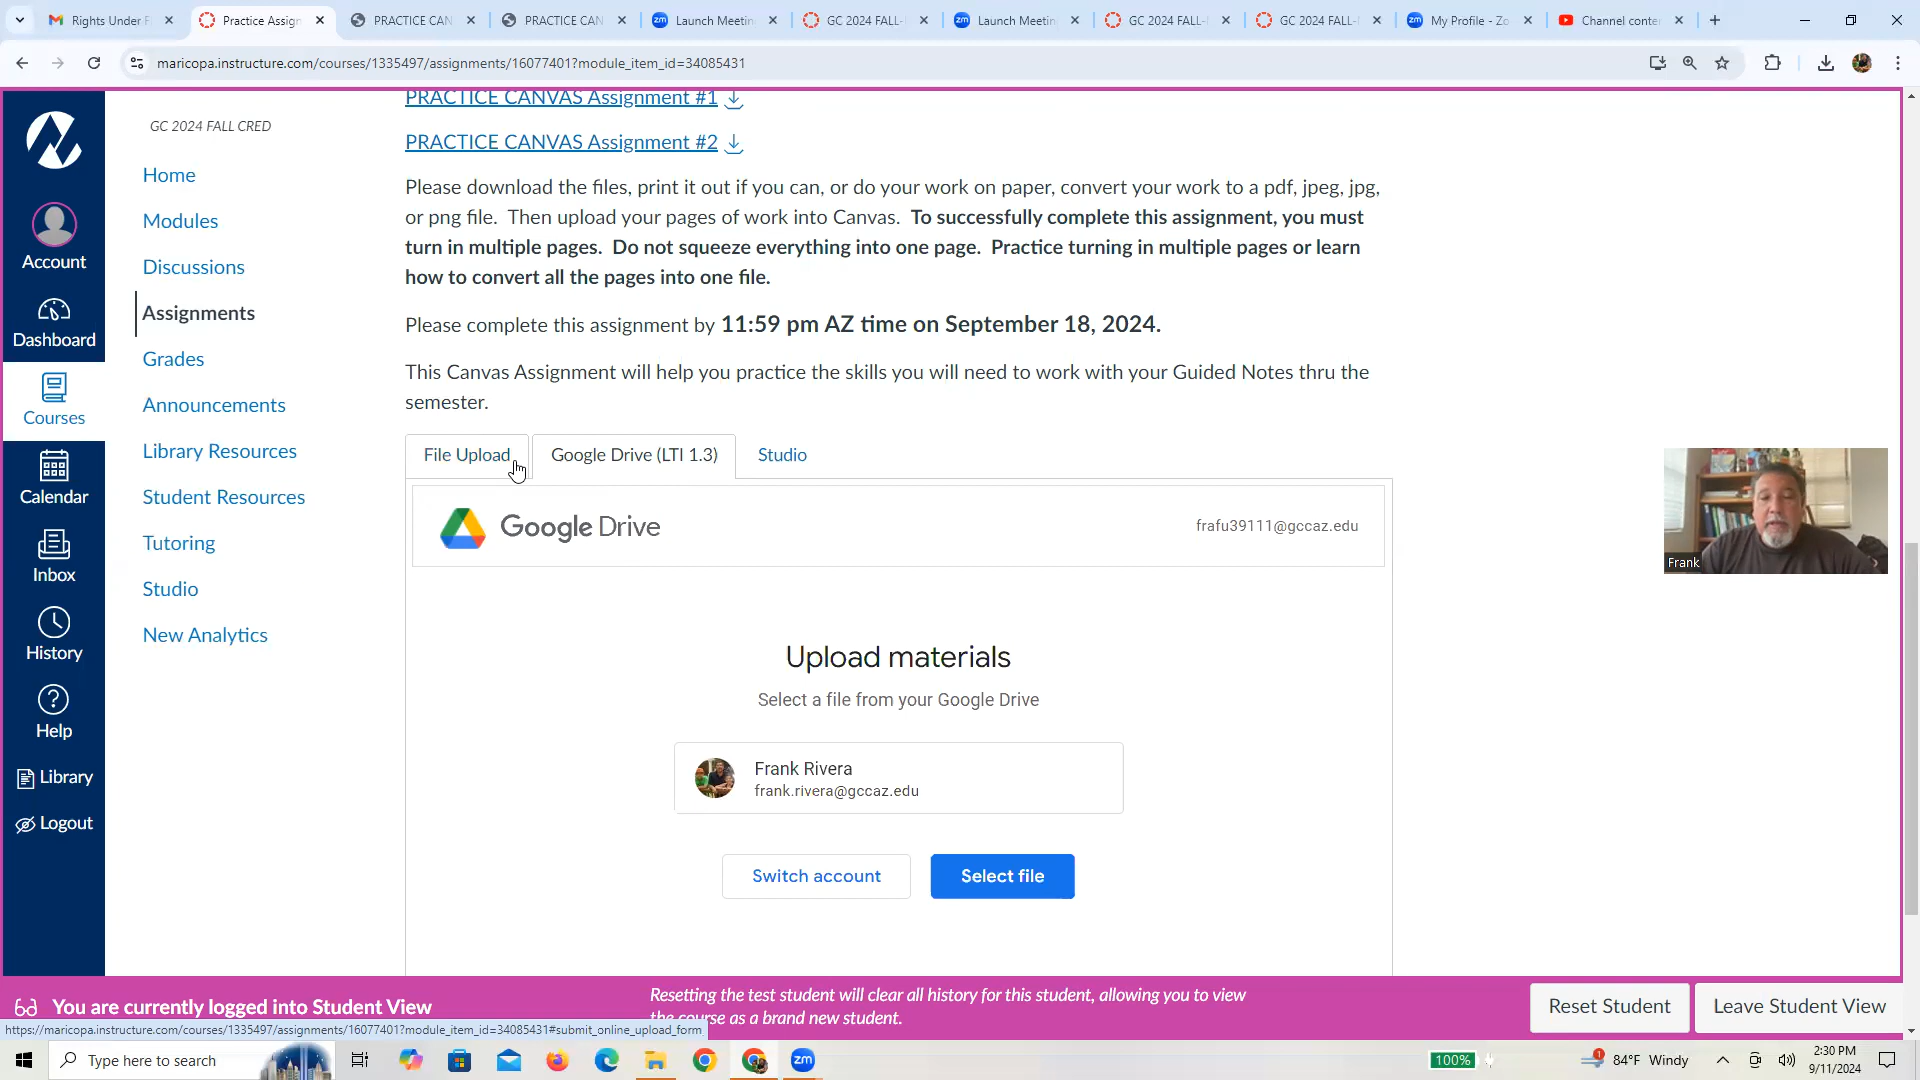 Rights Under F
Practice Assign
PRACTICE CAN
PRACTICE CAN
Launch Meetin
GC 2024 FALL-
Launch Meetin
GC 2024 FALL-
GC 2024 FALL-
My Profile - Zo
Channel conter
maricopa.instructure.com/courses/1335497/assignments/16077401?module_item_id=34085431
Account
Dashboard
Courses
Calendar
Inbox
History
Help
Library
Logout
GC 2024 FALL CRED
Home
Modules
Discussions
Assignments
Grades
Announcements
Library Resources
Student Resources
Tutoring
Studio
New Analytics
PRACTICE CANVAS Assignment #1
PRACTICE CANVAS Assignment #2
Please download the files, print it out if you can, or do your work on paper, convert your work to a pdf, jpeg, jpg,
or png file. Then upload your pages of work into Canvas. To successfully complete this assignment, you must
turn in multiple pages. Do not squeeze everything into one page. Practice turning in multiple pages or learn
how to convert all the pages into one file.
Please complete this assignment by 11:59 pm AZ time on September 18, 2024.
This Canvas Assignment will help you practice the skills you will need to work with your Guided Notes thru the
semester.
File Upload
Google Drive (LTI 1.3)
Studio
Google Drive
frafu39111@gccaz.edu
Upload materials
Select a file from your Google Drive
Frank Rivera
frank.rivera@gccaz.edu
Switch account
Select file
Frank
You are currently logged into Student View
Resetting the test student will clear all history for this student, allowing you to view
the course as a brand new student.
Reset Student
Leave Student View
https://maricopa.instructure.com/courses/1335497/assignments/16077401?module_item_id=34085431#submit_online_upload_form
Type here to search
zm
100%
1
84°F Windy
2:30 PM
9/11/2024